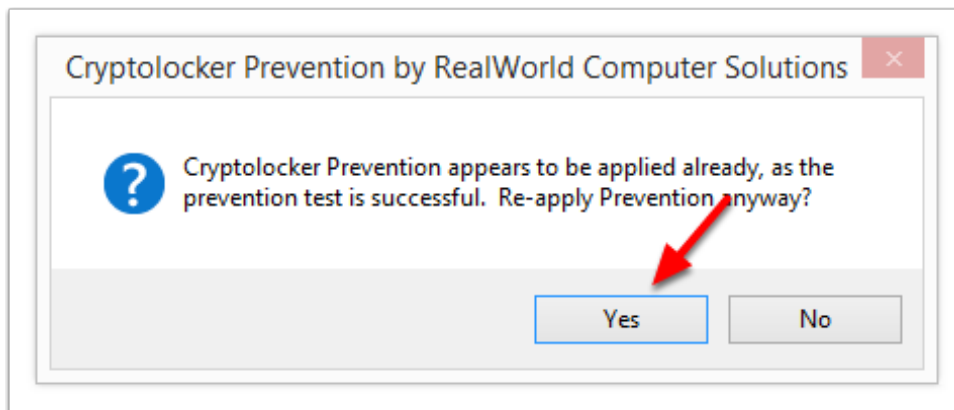 Cryptolocker Prevention by RealWorld Computer Solutions
Cryptolocker Prevention appears to be applied already, as the
prevention test is successful.  Re-apply Prevention anyway?
Yes No